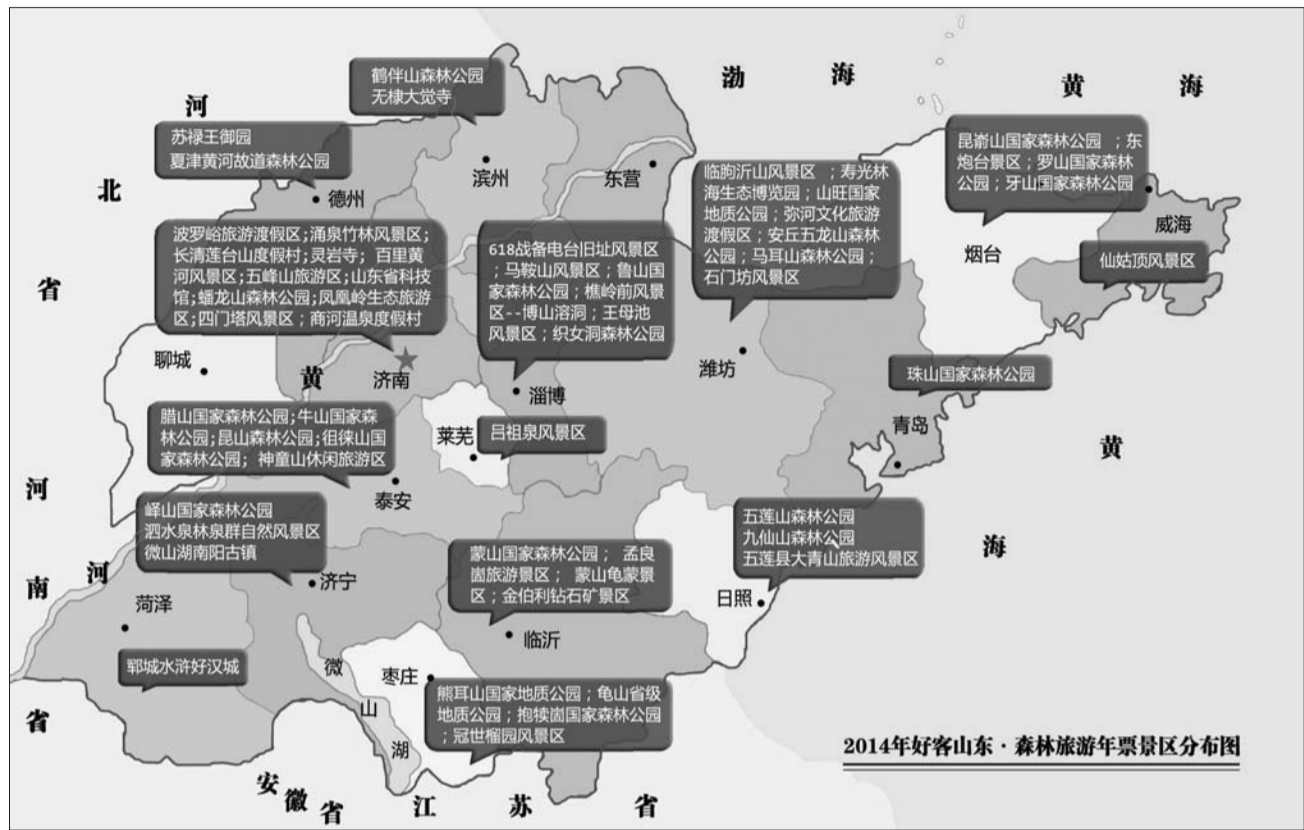 渤海
黄海
河北省
鹤伴山森林公园
无棣大觉寺
苏禄王御园
夏津黄河故道森林公园
德州
滨州
东营
昆嵛山国家森林公园 ；东
炮台景区；罗山国家森林
公园；牙山国家森林公园
烟台
威海
仙姑顶风景区
临朐沂山风景区 ；寿光林
海生态博览园；山旺国家
地质公园；弥河文化旅游
渡假区；安丘五龙山森林
公园；马耳山森林公园；
石门坊风景区
潍坊
618战备电台旧址风景区
；马鞍山风景区；鲁山国
家森林公园；樵岭前风景
区--博山溶洞；王母池
风景区；织女洞森林公园
淄博
波罗峪旅游渡假区;涌泉竹林风景区;
长清莲台山度假村;灵岩寺; 百里黄
河风景区;五峰山旅游区;山东省科技
馆;蟠龙山森林公园;凤凰岭生态旅游
区;四门塔风景区；商河温泉度假村
聊城
济南
黄河
珠山国家森林公园
青岛
腊山国家森林公园;牛山国家森
林公园;昆山森林公园;徂徕山国
家森林公园; 神童山休闲旅游区
泰安
莱芜
吕祖泉风景区
峄山国家森林公园
泗水泉林泉群自然风景区
微山湖南阳古镇
济宁
五莲山森林公园
九仙山森林公园
五莲县大青山旅游风景区
日照
蒙山国家森林公园； 孟良
崮旅游景区； 蒙山龟蒙景
区；金伯利钻石矿景区
临沂
菏泽
郓城水浒好汉城
微山湖
枣庄
熊耳山国家地质公园；龟山省级
地质公园；抱犊崮国家森林公园
；冠世榴园风景区
黄海
河南省
安徽省
江苏省
2014年好客山东·森林旅游年票景区分布图